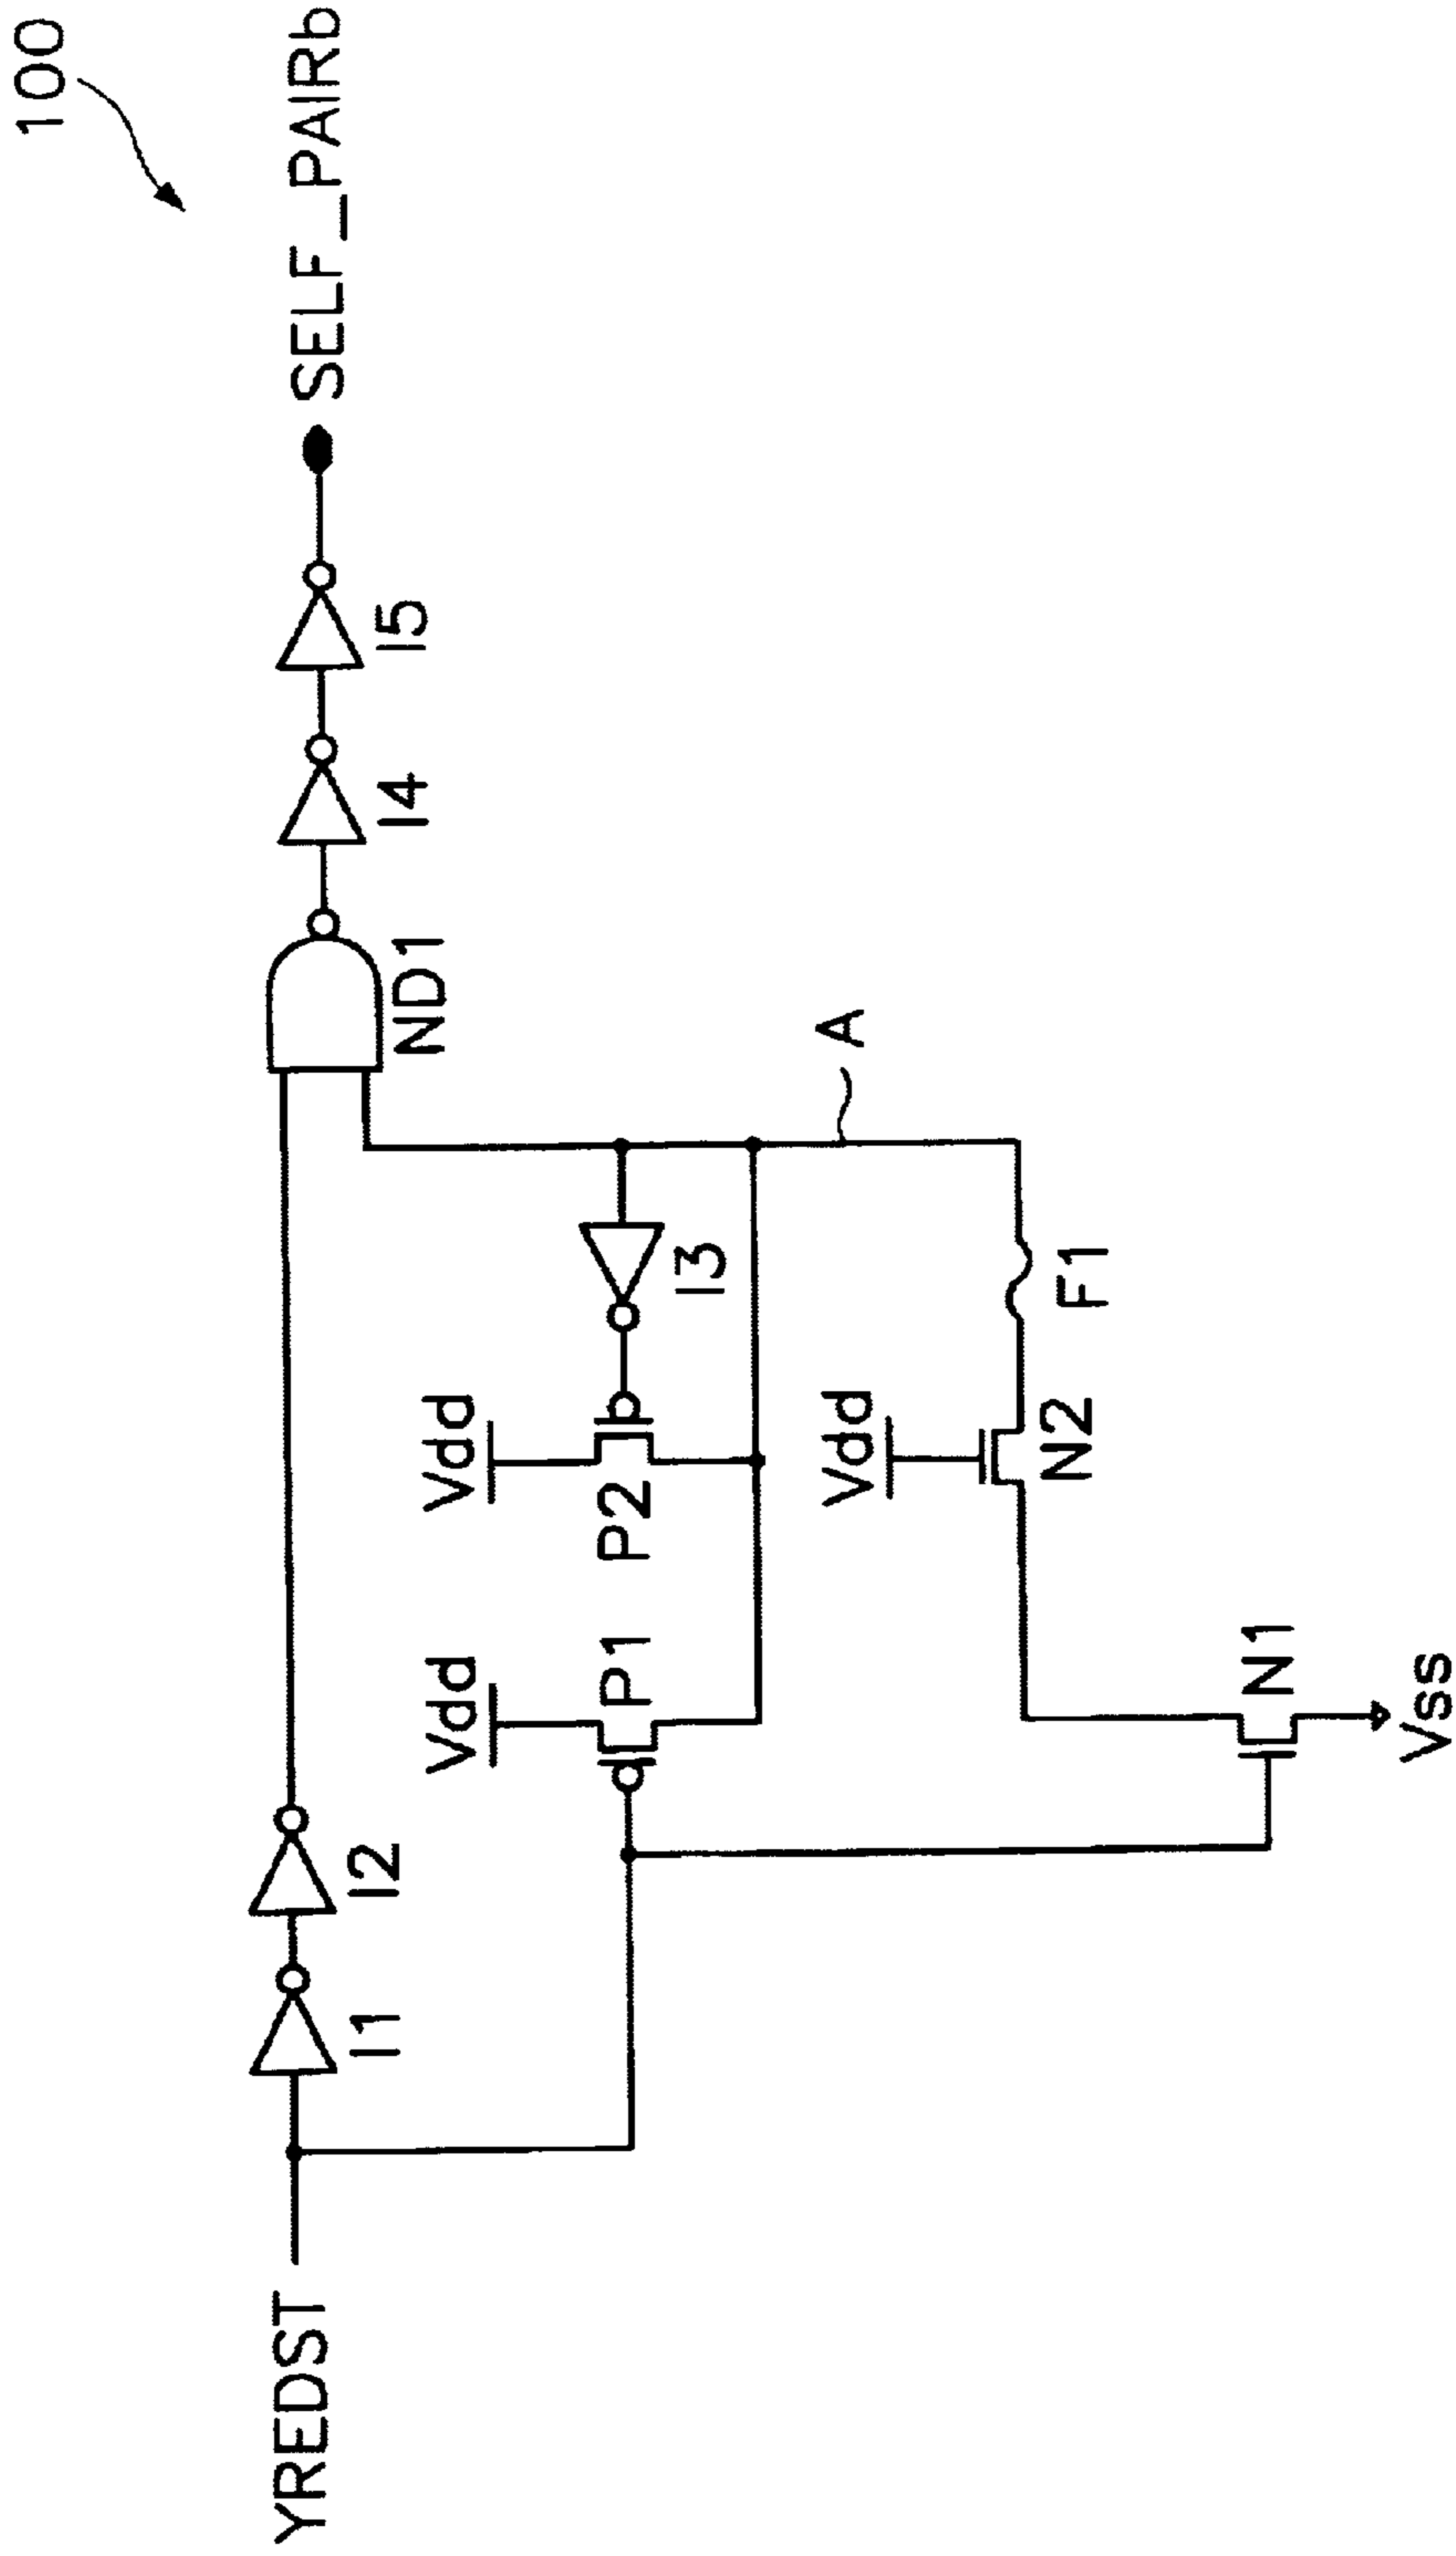 100
YREDST
I1
I2
ND1
I4
I5
SELF_PAIRb
Vdd
P1
Vdd
P2
I3
A
Vdd
N2
F1
N1
Vss